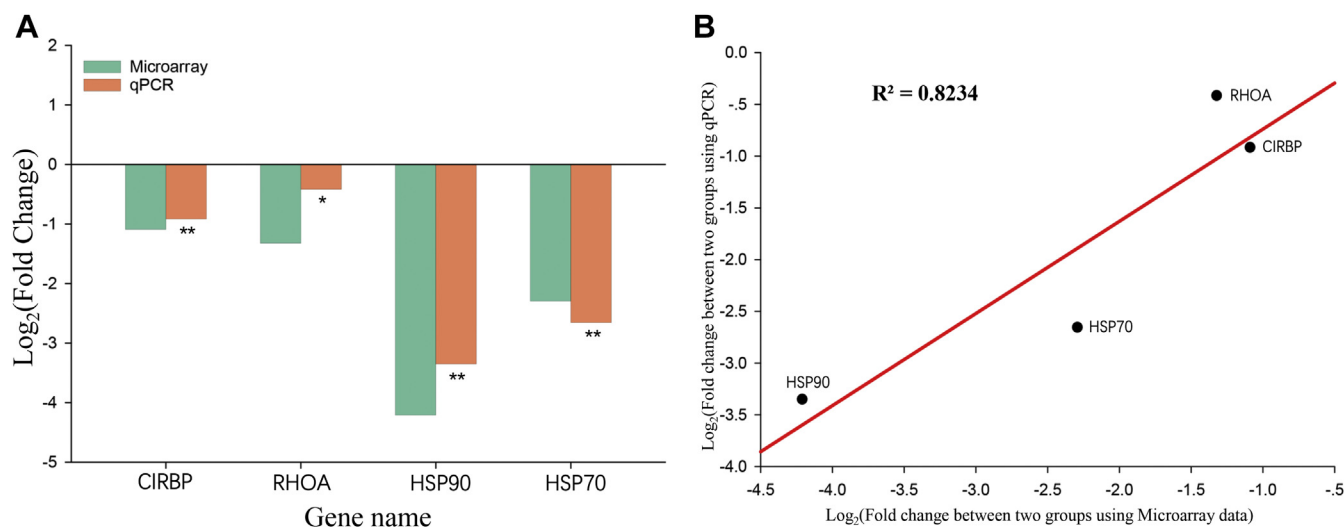 A
Microarray
qPCR
Log₂(Fold Change)
2
1
0
-1
-2
-3
-4
-5
**
*
**
**
CIRBP RHOA HSP90 HSP70
Gene name
B
R² = 0.8234
Log₂(Fold change between two groups using qPCR)
0.0
-.5
-1.0
-1.5
-2.0
-2.5
-3.0
-3.5
-4.0
RHOA
CIRBP
HSP70
HSP90
-4.5 -4.0 -3.5 -3.0 -2.5 -2.0 -1.5 -1.0 -.5
Log₂(Fold change between two groups using Microarray data)